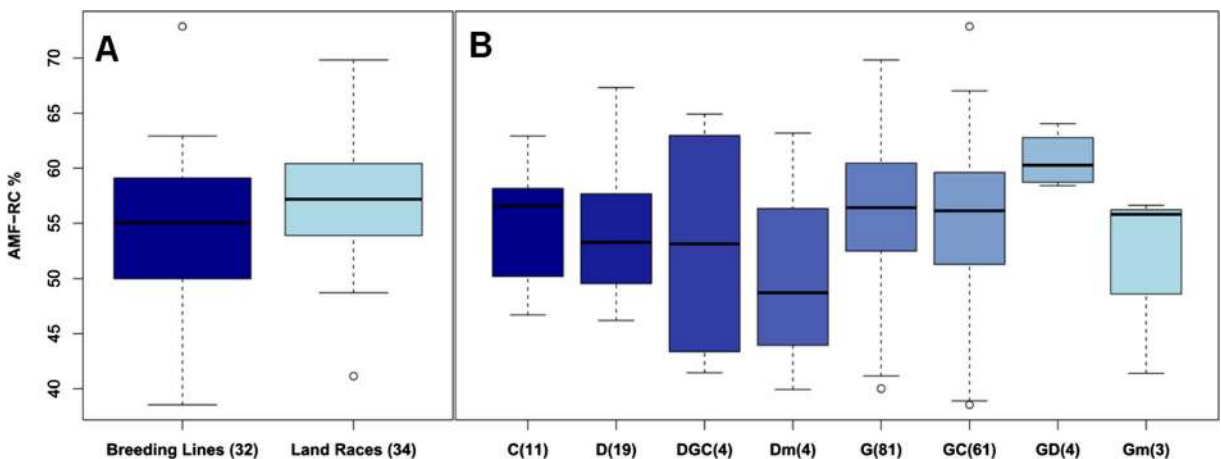 A
B
AMF-RC %
70
65
60
55
50
45
40
Breeding Lines (32) Land Races (34) C(11) D(19) DGC(4) Dm(4) G(81) GC(61) GD(4) Gm(3)